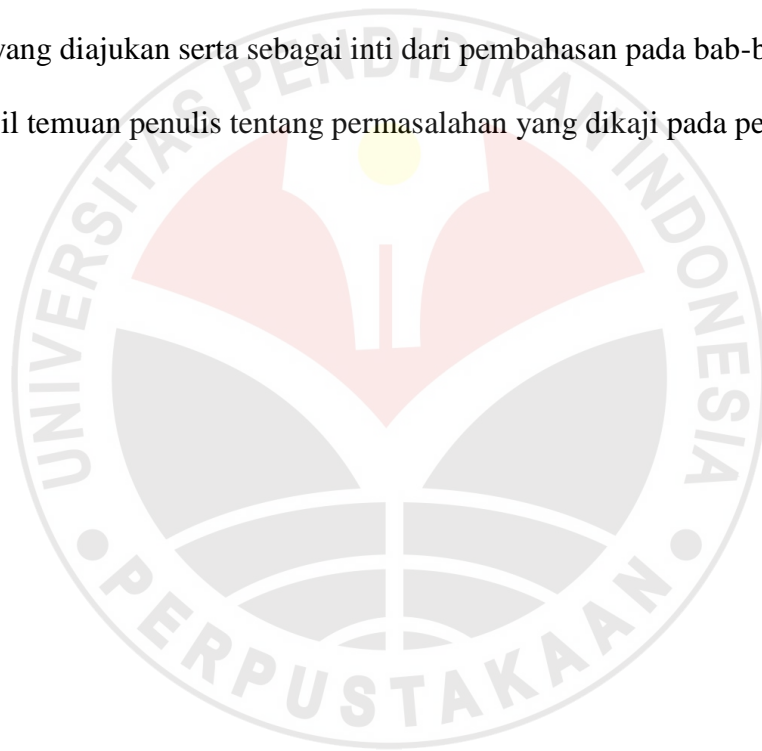 yang diajukan serta sebagai inti dari pembahasan pada bab-b
il temuan penulis tentang permasalahan yang dikaji pada pe
UNIVERSITAS PENDIDIKAN INDONESIA
PERPUSTAKAAN